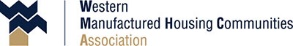 Western
Manufactured Housing Communities
Association